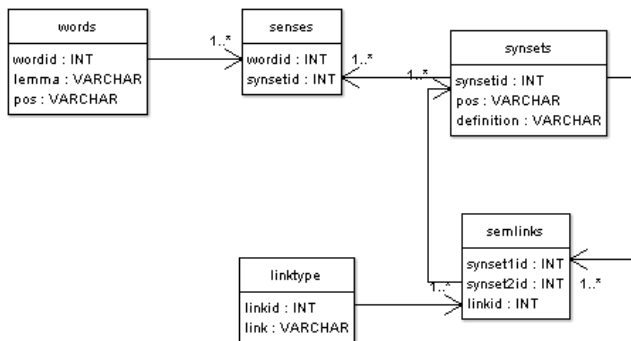 words
wordid : INT
lemma : VARCHAR
pos : VARCHAR
1..*
senses
wordid : INT
synsetid : INT
1..*
1..*
synsets
synsetid : INT
pos : VARCHAR
definition : VARCHAR
linktype
linkid : INT
link : VARCHAR
1..*
semlinks
synset1id : INT
synset2id : INT
linkid : INT
1..*